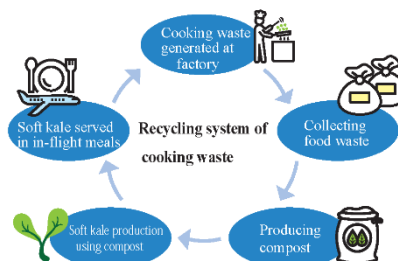 Cooking waste
generated at
factory
Collecting
food waste
Producing
compost
Soft kale production
using compost
Soft kale served
in in-flight meals
Recycling system of
cooking waste